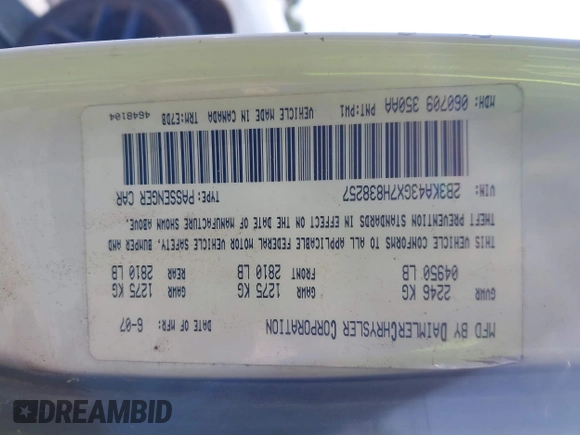 MFD BY DAIMLERCHRYSLER CORPORATION DATE OF MFR: 6-07
GVWR GAWR FRONT GAWR REAR
2246 KG 1275 KG 1275 KG
04950 LB 2810 LB 2810 LB
THIS VEHICLE CONFORMS TO ALL APPLICABLE FEDERAL MOTOR VEHICLE SAFETY, BUMPER AND
THEFT PREVENTION STANDARDS IN EFFECT ON THE DATE OF MANUFACTURE SHOWN ABOVE.
VIN: 2B3KA43GX7H838257 TYPE: PASSENGER CAR
MDH: 060709 350AA PNT:PW1 VEHICLE MADE IN CANADA TRM:E7D8 4648104
DREAMBID